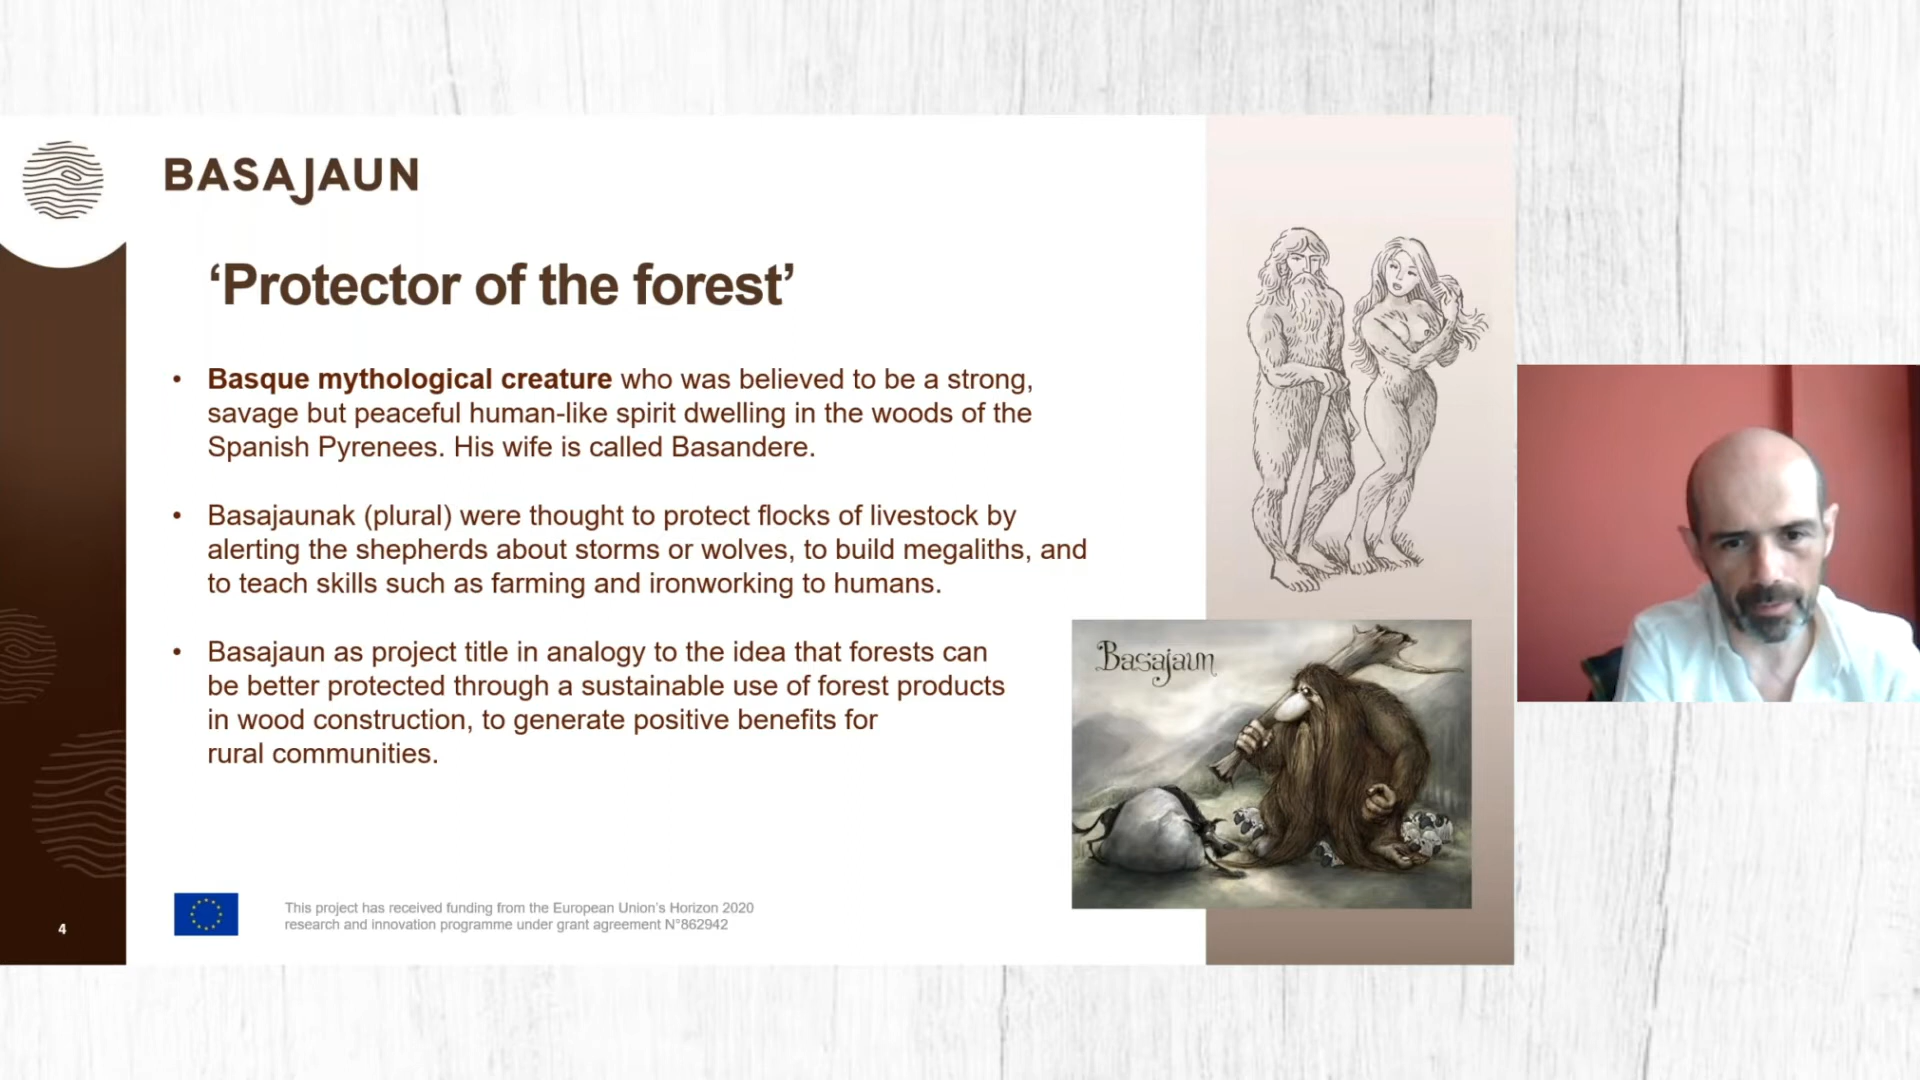 BASAJAUN
‘Protector of the forest’
• Basque mythological creature who was believed to be a strong,
savage but peaceful human-like spirit dwelling in the woods of the
Spanish Pyrenees. His wife is called Basandere.
• Basajaunak (plural) were thought to protect flocks of livestock by
alerting the shepherds about storms or wolves, to build megaliths, and
to teach skills such as farming and ironworking to humans.
• Basajaun as project title in analogy to the idea that forests can
be better protected through a sustainable use of forest products
in wood construction, to generate positive benefits for
rural communities.
Basajaun
This project has received funding from the European Union’s Horizon 2020
research and innovation programme under grant agreement N°862942
4